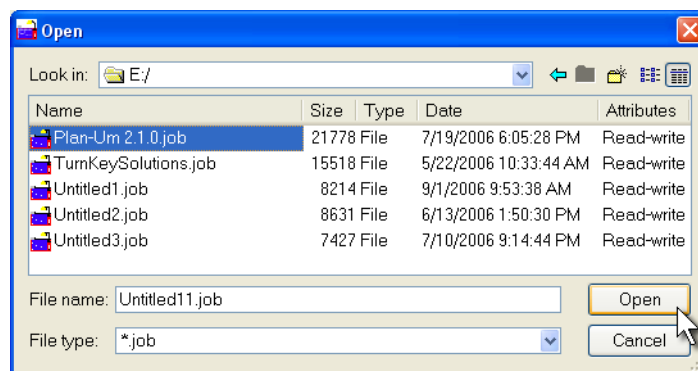 Open
Look in: E:/
Name Size Type Date Attributes
Plan-Um 2.1.0.job 21778 File 7/19/2006 6:05:28 PM Read-write
TurnKeySolutions.job 15518 File 5/22/2006 10:33:44 AM Read-write
Untitled1.job 8214 File 9/1/2006 9:53:38 AM Read-write
Untitled2.job 8631 File 6/13/2006 1:50:30 PM Read-write
Untitled3.job 7427 File 7/10/2006 9:14:44 PM Read-write
File name: Untitled11.job Open
File type: *.job Cancel